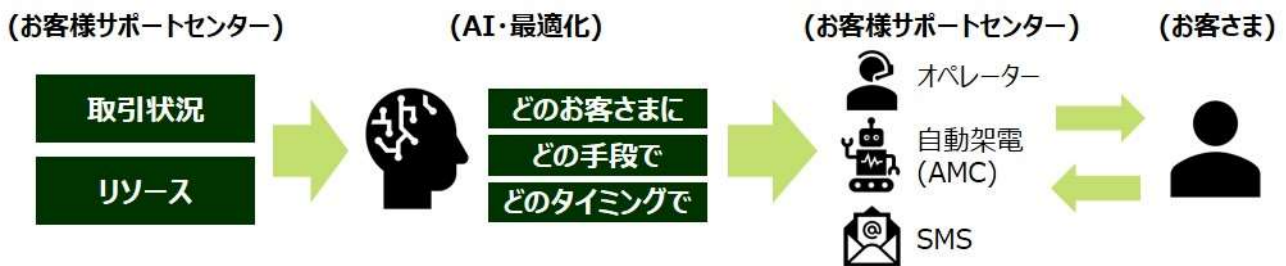 (お客様サポートセンター)
(AI・最適化)
(お客様サポートセンター)
(お客さま)
取引状況
リソース
どのお客さまに
どの手段で
どのタイミングで
オペレーター
自動架電
(AMC)
@
SMS